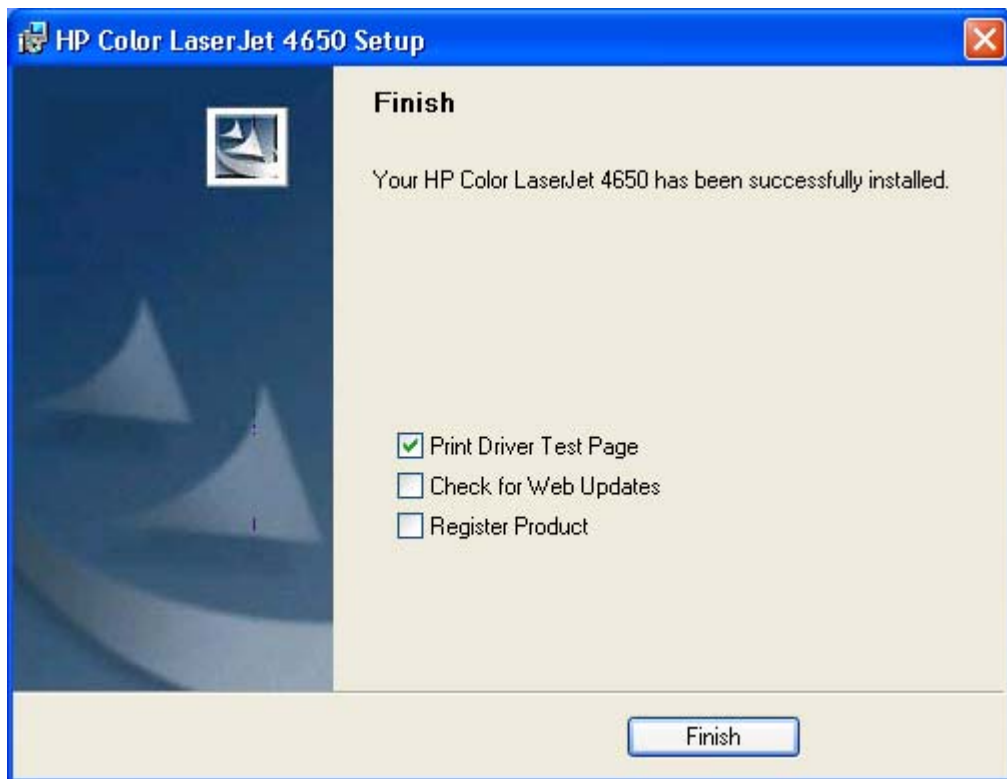 HP Color LaserJet 4650 Setup
Finish
Your HP Color LaserJet 4650 has been successfully installed.
Print Driver Test Page
Check for Web Updates
Register Product
Finish